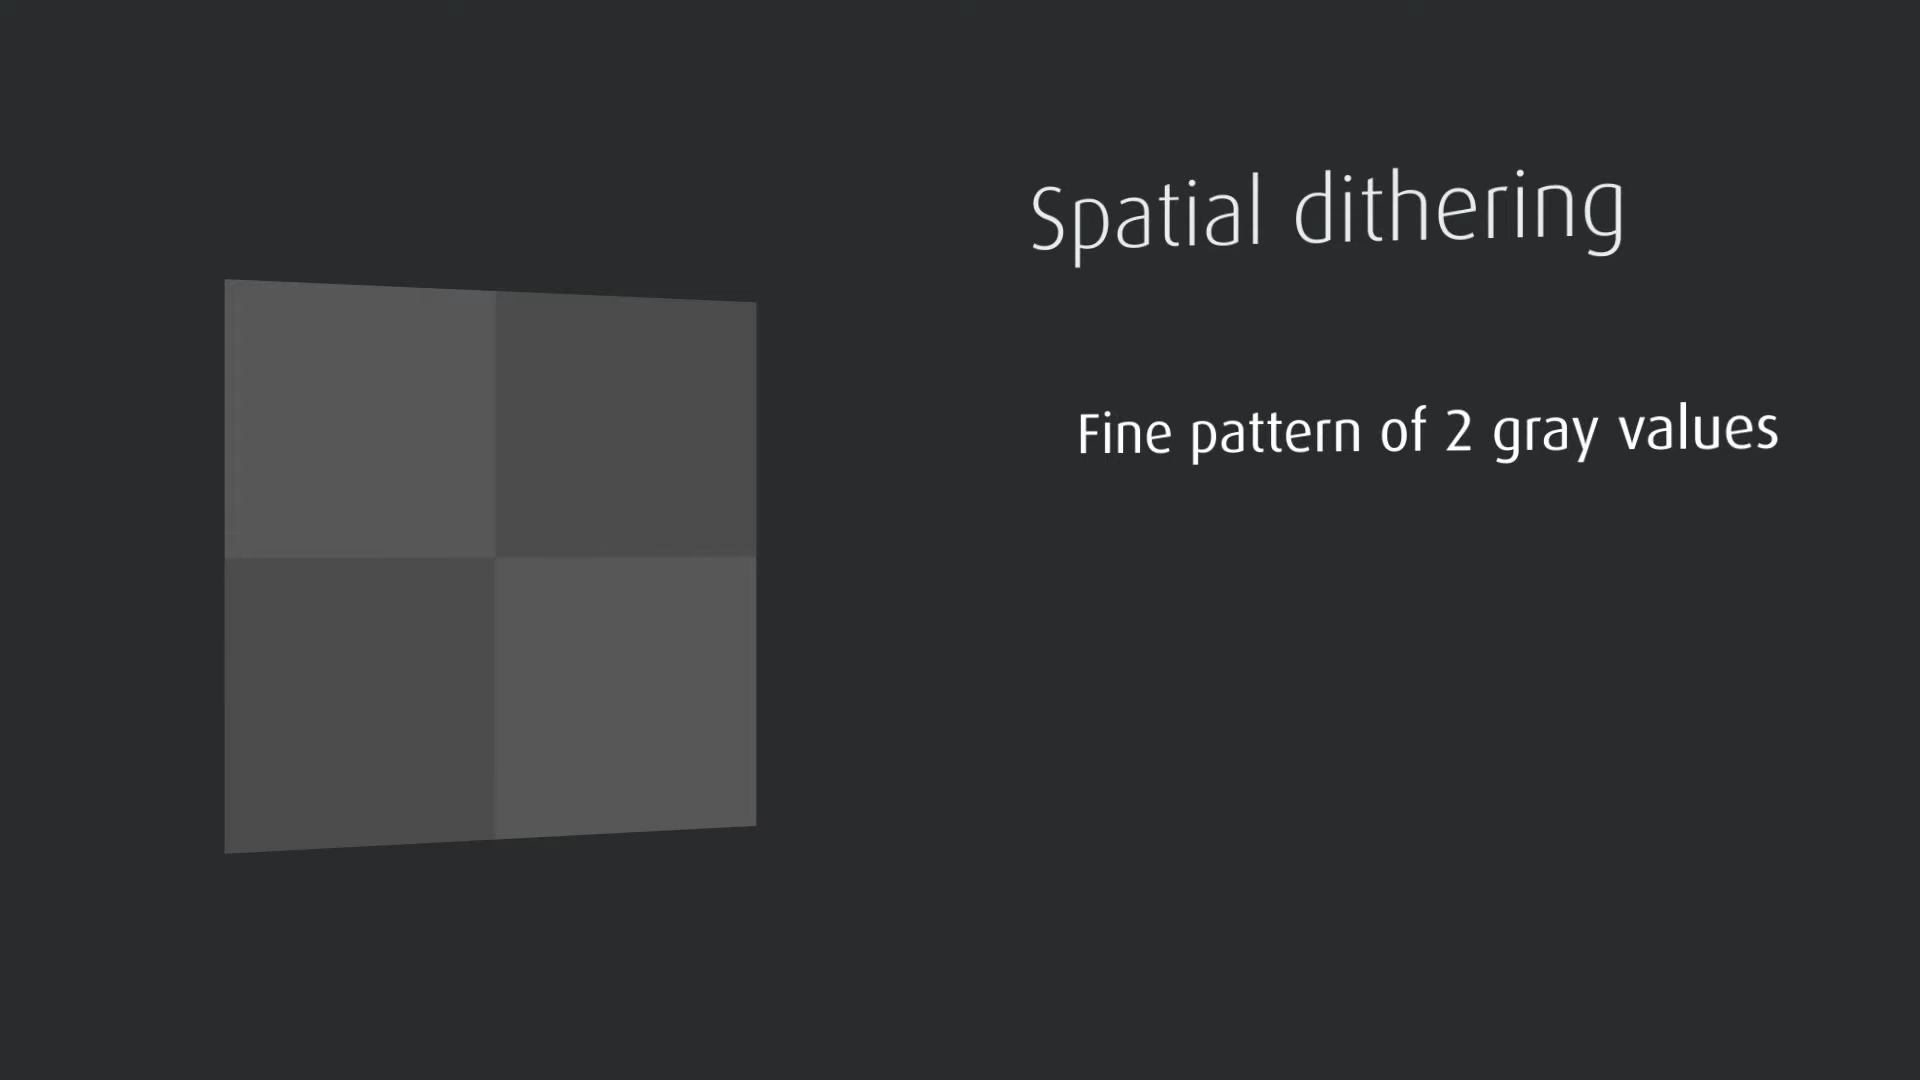 Spatial dithering
Fine pattern of 2 gray values